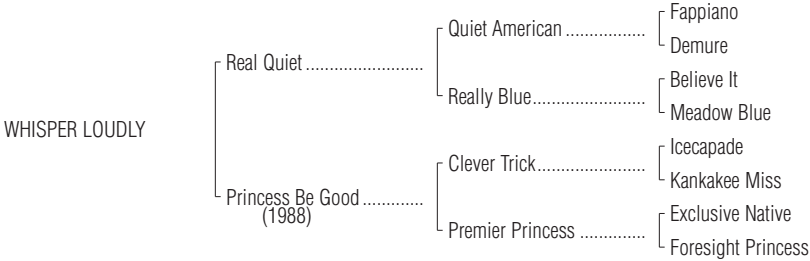 Fappiano
Quiet American .................
Demure
Real Quiet .........................
Believe It
Really Blue........................
Meadow Blue
WHISPER LOUDLY
Icecapade
Clever Trick.......................
Kankakee Miss
Princess Be Good .............
(1988)
Exclusive Native
Premier Princess ..............
Foresight Princess